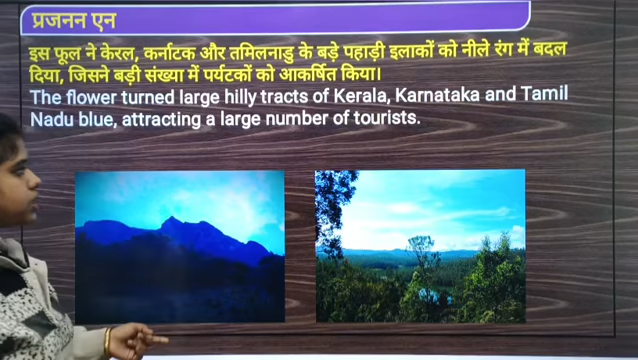 प्रजनन एन
इस फूल ने केरल, कर्नाटक और तमिलनाडु के बड़े पहाड़ी इलाकों को नीले रंग में बदल
दिया, जिसने बड़ी संख्या में पर्यटकों को आकर्षित किया।
The flower turned large hilly tracts of Kerala, Karnataka and Tamil
Nadu blue, attracting a large number of tourists.